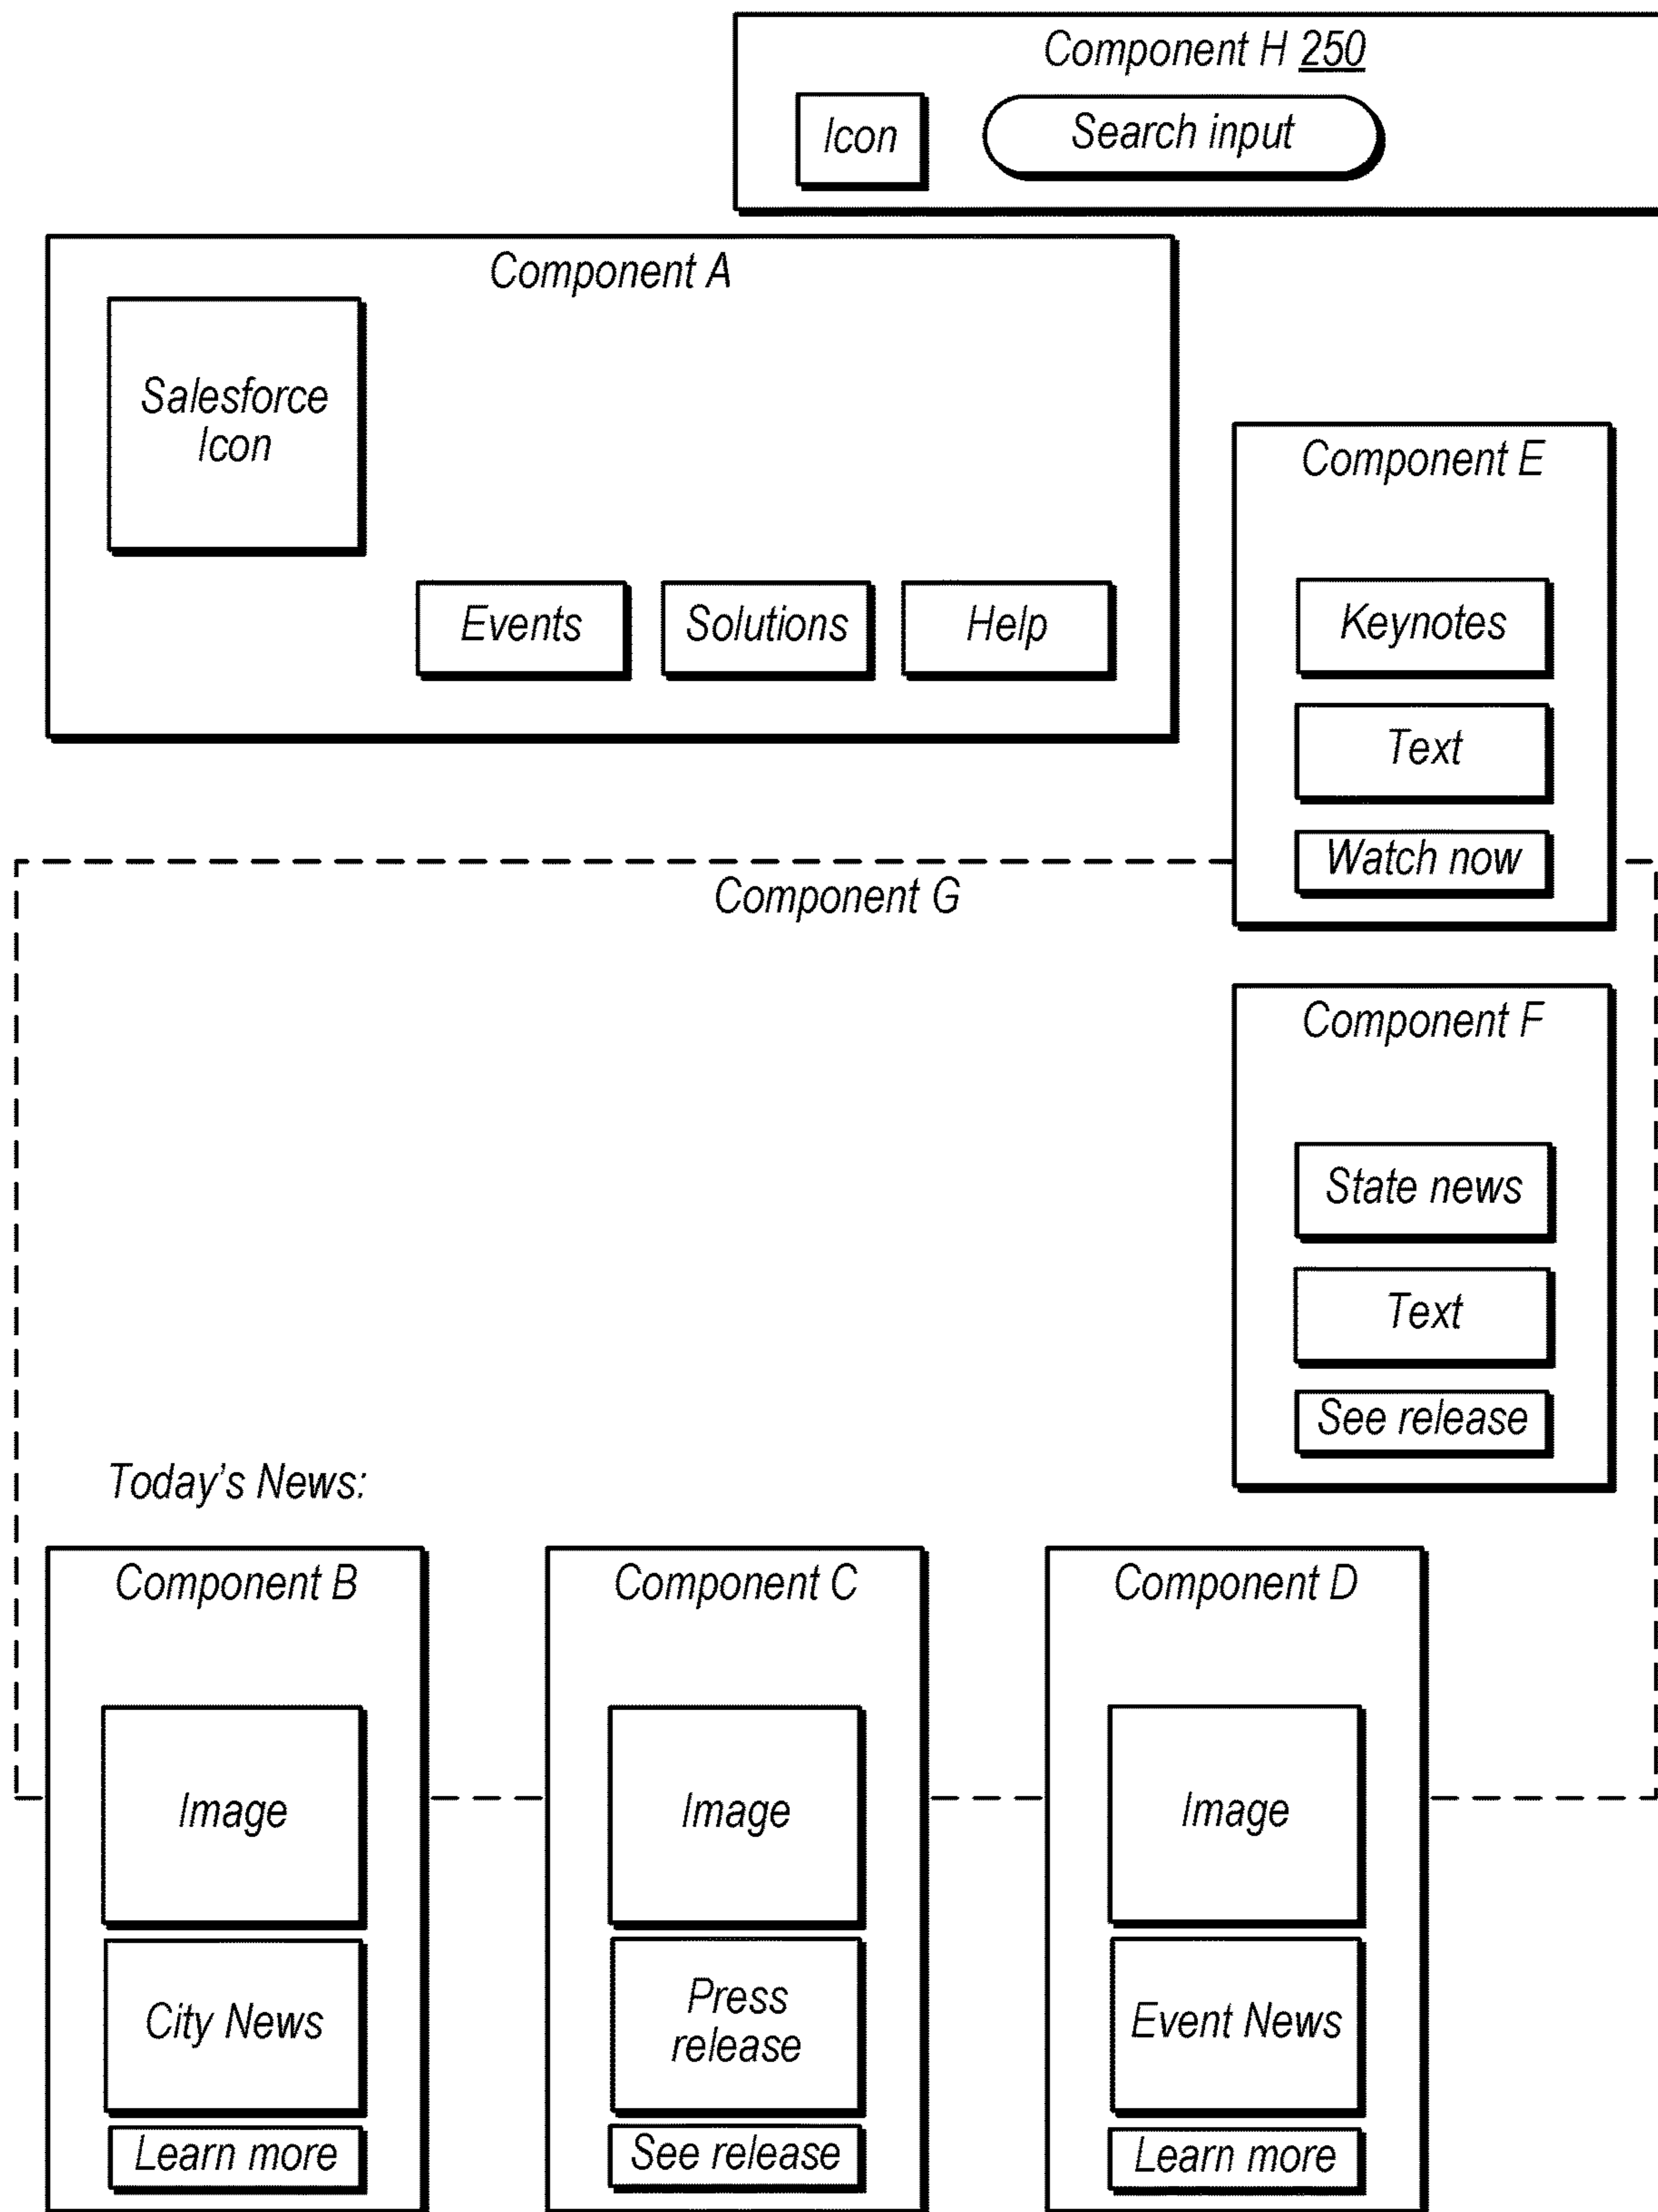 Component H 250
Icon
Search input
Component A
Salesforce
Icon
Events
Solutions
Help
Component E
Keynotes
Text
Watch now
Component G
Component F
State news
Text
See release
Today's News:
Component B
Image
City News
Learn more
Component C
Image
Press
release
See release
Component D
Image
Event News
Learn more